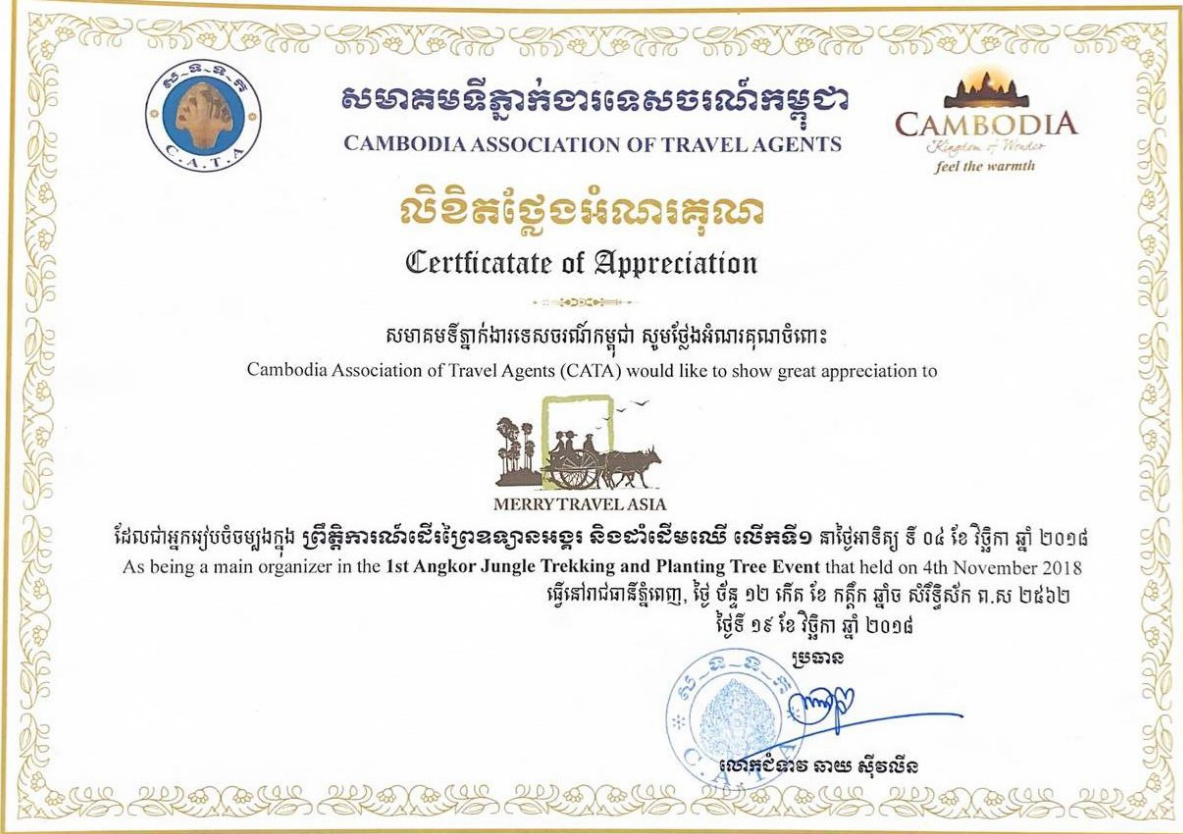 ស.ទ.ទ.ក
C.A.T.A
សមាគមទីភ្នាក់ងារទេសចរណ៍កម្ពុជា
CAMBODIA ASSOCIATION OF TRAVEL AGENTS
CAMBODIA
Kingdom of Wonder
feel the warmth
លិខិតថ្លែងអំណរគុណ
Certficatate of Appreciation
សមាគមទីភ្នាក់ងារទេសចរណ៍កម្ពុជា សូមថ្លែងអំណរគុណចំពោះ
Cambodia Association of Travel Agents (CATA) would like to show great appreciation to
MERRY TRAVEL ASIA
ដែលជាអ្នករៀបចំចម្បងក្នុង ព្រឹត្តិការណ៍ដើរព្រៃឧទ្យានអង្គរ និងដាំដើមឈើ លើកទី១ នាថ្ងៃអាទិត្យ ទី ០៤ ខែ វិច្ឆិកា ឆ្នាំ ២០១៨
As being a main organizer in the 1st Angkor Jungle Trekking and Planting Tree Event that held on 4th November 2018
ធ្វើនៅរាជធានីភ្នំពេញ, ថ្ងៃ ច័ន្ទ ១២ កើត ខែ កត្តឹក ឆ្នាំច សំរឹទ្ធិស័ក ព.ស ២៥៦២
ថ្ងៃទី ១៩ ខែ វិច្ឆិកា ឆ្នាំ ២០១៨
ប្រធាន
ស.ទ.ទ.ក
C.A.T.A
លោកជំទាវ ឆាយ ស៊ីវលីន